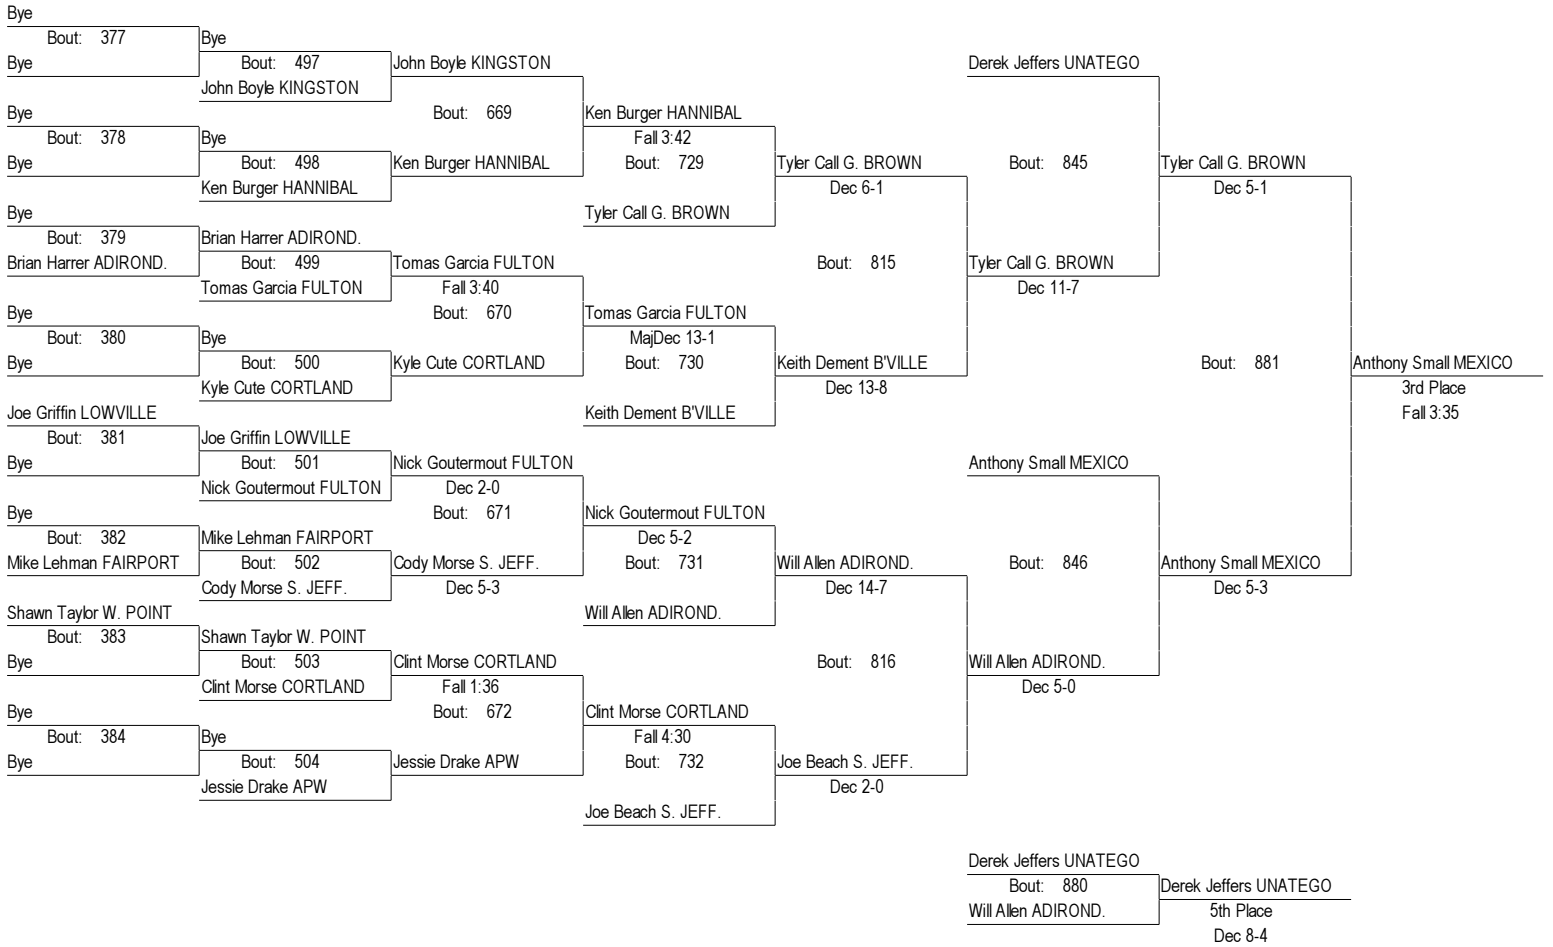 Bye
Bout: 377
Bye
Bye
Bout: 497
John Boyle KINGSTON
John Boyle KINGSTON
Bout: 669
Bye
Bout: 378
Bye
Bye
Bout: 498
Ken Burger HANNIBAL
Ken Burger HANNIBAL
Ken Burger HANNIBAL
Fall 3:42
Bout: 729
Tyler Call G. BROWN
Bye
Bout: 379
Brian Harrer ADIROND.
Brian Harrer ADIROND.
Bout: 499
Tomas Garcia FULTON
Tomas Garcia FULTON
Fall 3:40
Bout: 670
Bye
Bout: 380
Bye
Bye
Bout: 500
Kyle Cute CORTLAND
Kyle Cute CORTLAND
Tomas Garcia FULTON
MajDec 13-1
Bout: 730
Keith Dement B'VILLE
Tyler Call G. BROWN
Dec 6-1
Bout: 815
Keith Dement B'VILLE
Dec 13-8
Derek Jeffers UNATEGO
Bout: 845
Tyler Call G. BROWN
Dec 11-7
Tyler Call G. BROWN
Dec 5-1
Bout: 881
Anthony Small MEXICO
3rd Place
Fall 3:35
Joe Griffin LOWVILLE
Bout: 381
Bye
Joe Griffin LOWVILLE
Bout: 501
Nick Goutermout FULTON
Nick Goutermout FULTON
Dec 2-0
Bout: 671
Bye
Bout: 382
Mike Lehman FAIRPORT
Mike Lehman FAIRPORT
Bout: 502
Cody Morse S. JEFF.
Cody Morse S. JEFF.
Dec 5-3
Nick Goutermout FULTON
Dec 5-2
Bout: 731
Will Allen ADIROND.
Shawn Taylor W. POINT
Bout: 383
Bye
Shawn Taylor W. POINT
Bout: 503
Clint Morse CORTLAND
Clint Morse CORTLAND
Fall 1:36
Bout: 672
Bye
Bout: 384
Bye
Bye
Bout: 504
Jessie Drake APW
Jessie Drake APW
Clint Morse CORTLAND
Fall 4:30
Bout: 732
Joe Beach S. JEFF.
Will Allen ADIROND.
Dec 14-7
Bout: 816
Joe Beach S. JEFF.
Dec 2-0
Anthony Small MEXICO
Bout: 846
Will Allen ADIROND.
Dec 5-0
Anthony Small MEXICO
Dec 5-3
Derek Jeffers UNATEGO
Bout: 880
Will Allen ADIROND.
Derek Jeffers UNATEGO
5th Place
Dec 8-4